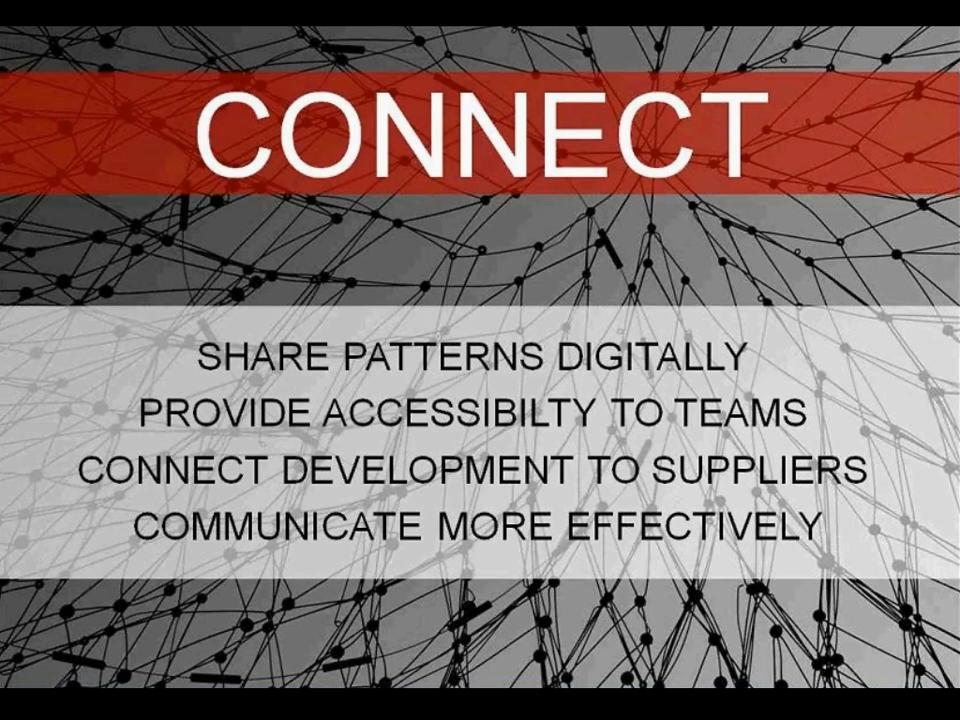 CONNECT
SHARE PATTERNS DIGITALLY
PROVIDE ACCESSIBILTY TO TEAMS
CONNECT DEVELOPMENT TO SUPPLIERS
COMMUNICATE MORE EFFECTIVELY